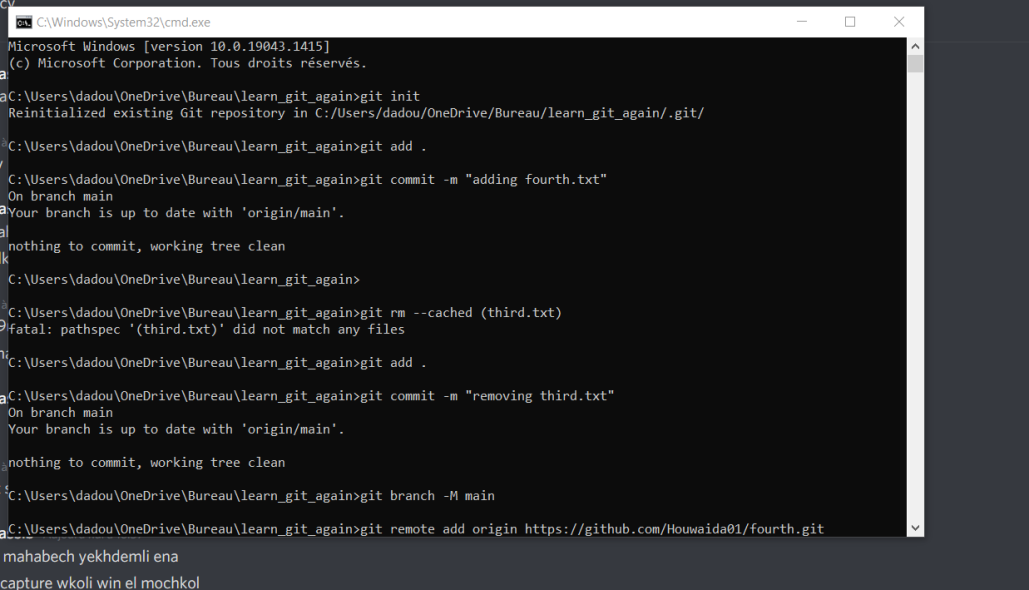 C:\Windows\System32\cmd.exe
Microsoft Windows [version 10.0.19043.1415]
(c) Microsoft Corporation. Tous droits réservés.
C:\Users\dadou\OneDrive\Bureau\learn_git_again>git init
Reinitialized existing Git repository in C:/Users/dadou/OneDrive/Bureau/learn_git_again/.git/
C:\Users\dadou\OneDrive\Bureau\learn_git_again>git add .
C:\Users\dadou\OneDrive\Bureau\learn_git_again>git commit -m "adding fourth.txt"
On branch main
Your branch is up to date with 'origin/main'.
nothing to commit, working tree clean
C:\Users\dadou\OneDrive\Bureau\learn_git_again>
C:\Users\dadou\OneDrive\Bureau\learn_git_again>git rm --cached (third.txt)
fatal: pathspec '(third.txt)' did not match any files
C:\Users\dadou\OneDrive\Bureau\learn_git_again>git add .
C:\Users\dadou\OneDrive\Bureau\learn_git_again>git commit -m "removing third.txt"
On branch main
Your branch is up to date with 'origin/main'.
nothing to commit, working tree clean
C:\Users\dadou\OneDrive\Bureau\learn_git_again>git branch -M main
C:\Users\dadou\OneDrive\Bureau\learn_git_again>git remote add origin https://github.com/Houwaida01/fourth.git
mahabech yekhdemli ena
capture wkoli win el mochkol